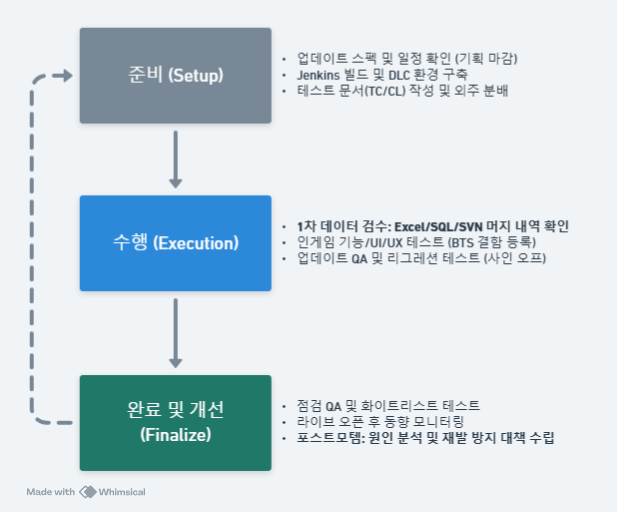 준비 (Setup)
• 업데이트 스펙 및 일정 확인 (기획 마감)
• Jenkins 빌드 및 DLC 환경 구축
• 테스트 문서(TC/CL) 작성 및 외주 분배
수행 (Execution)
• 1차 데이터 검수: Excel/SQL/SVN 머지 내역 확인
• 인게임 기능/UI/UX 테스트 (BTS 결함 등록)
• 업데이트 QA 및 리그레션 테스트 (사인 오프)
완료 및 개선
(Finalize)
• 점검 QA 및 화이트리스트 테스트
• 라이브 오픈 후 동향 모니터링
• 포스트모템: 원인 분석 및 재발 방지 대책 수립
Made with Whimsical